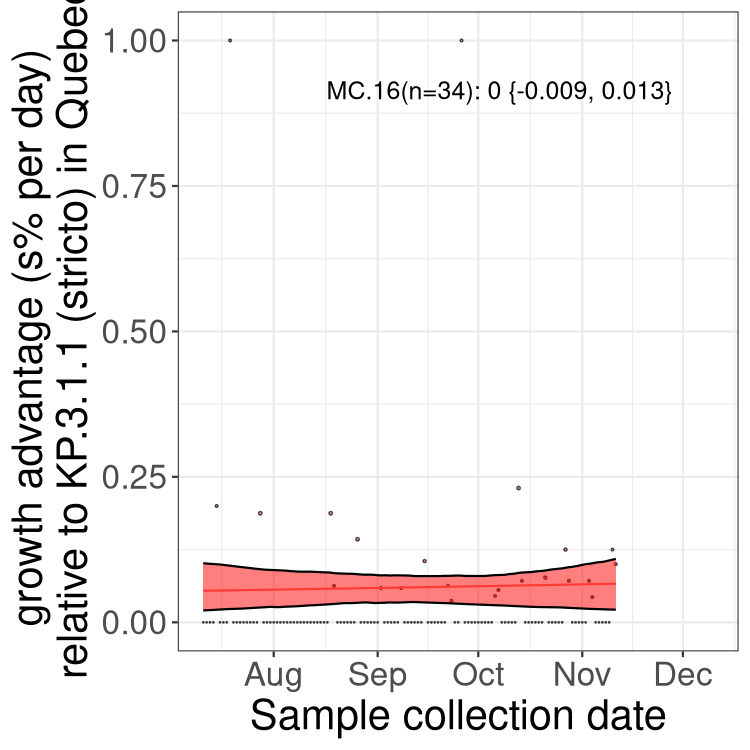 growth advantage (s% per day)
relative to KP.3.1.1 (stricto) in Quebec
1.00
0.75
0.50
0.25
0.00
MC.16(n=34): 0 {-0.009, 0.013}
Aug Sep Oct Nov Dec
Sample collection date